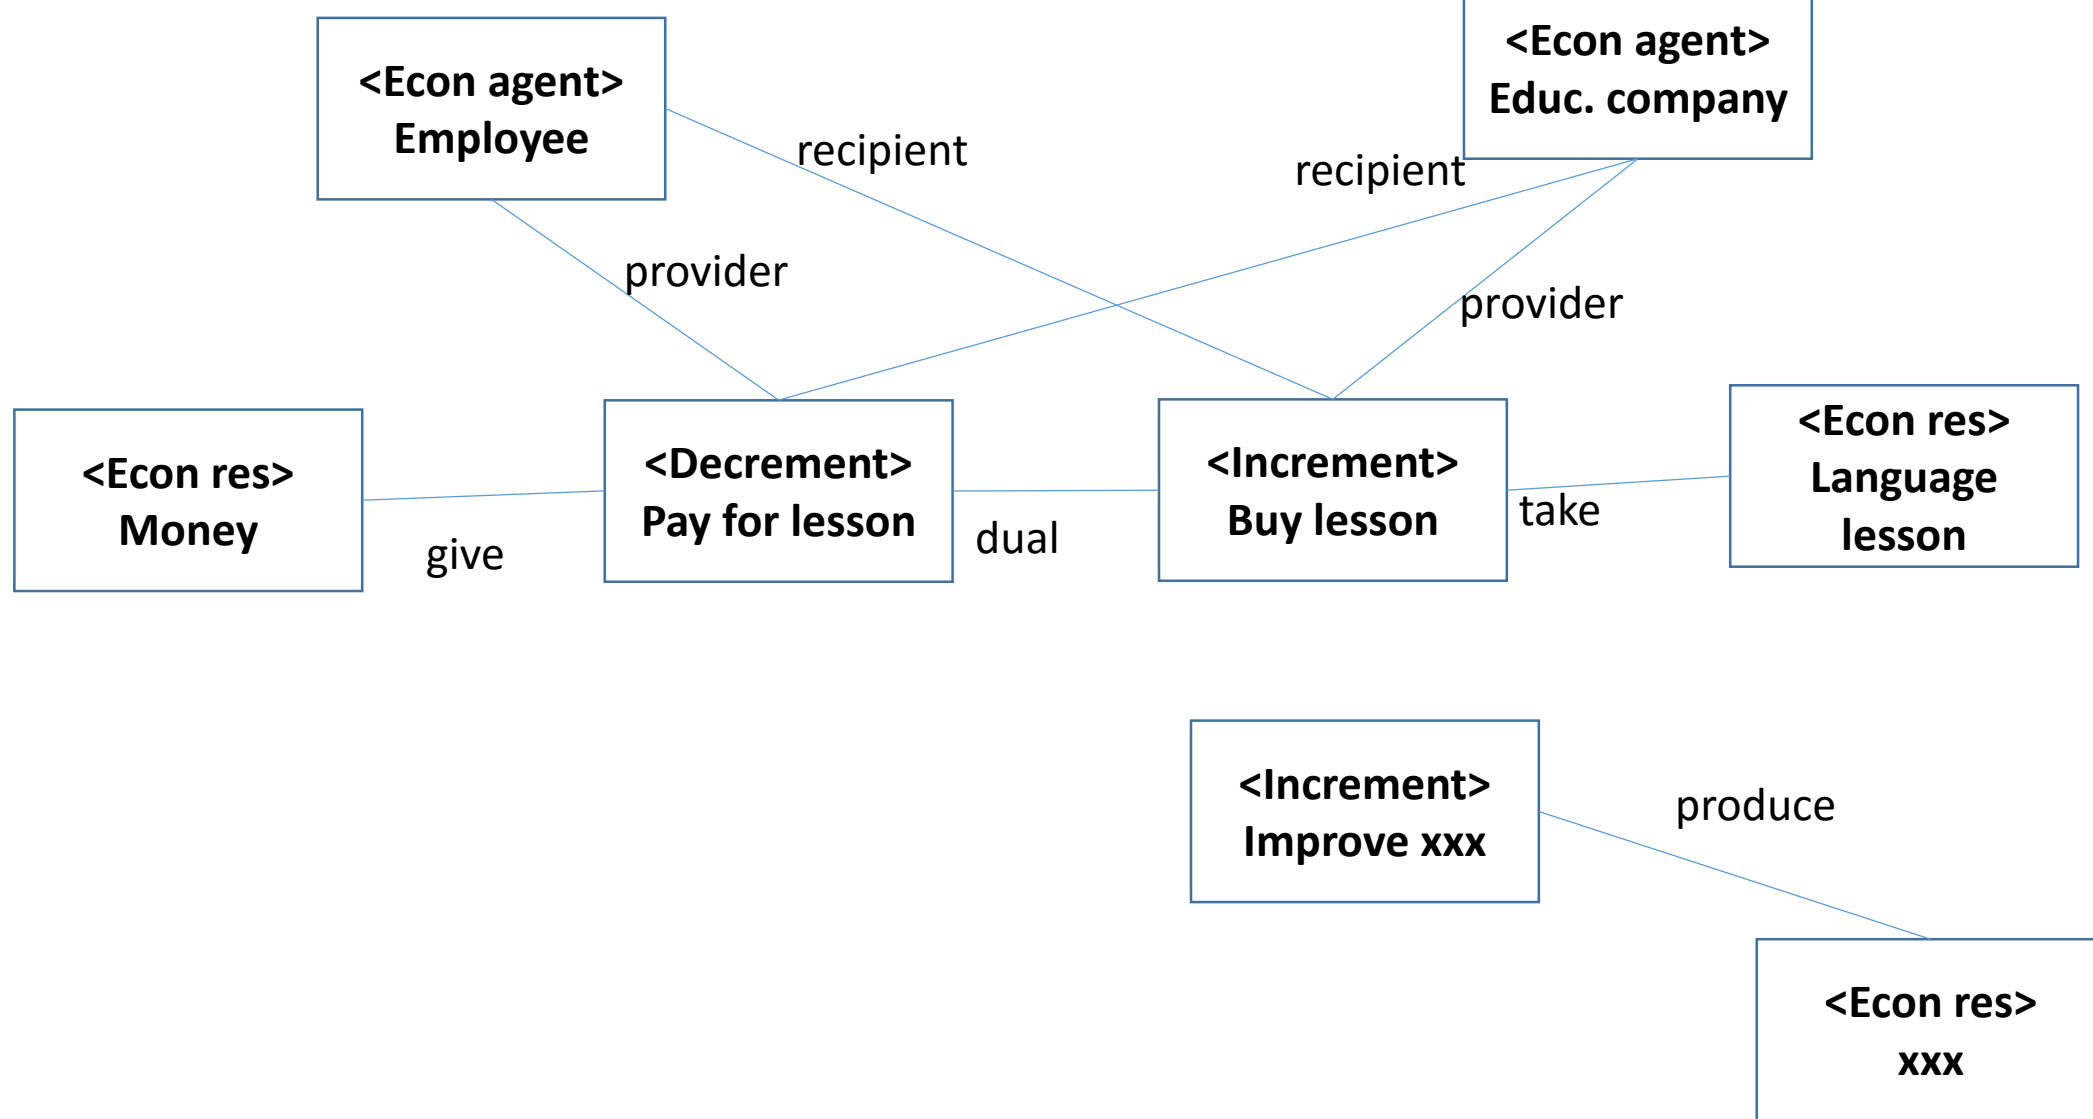 <Econ agent>
Employee
<Econ agent>
Educ. company
recipient
recipient
provider
provider
<Econ res>
Money
give
<Decrement>
Pay for lesson
dual
<Increment>
Buy lesson
take
<Econ res>
Language
lesson
<Increment>
Improve xxx
produce
<Econ res>
xxx